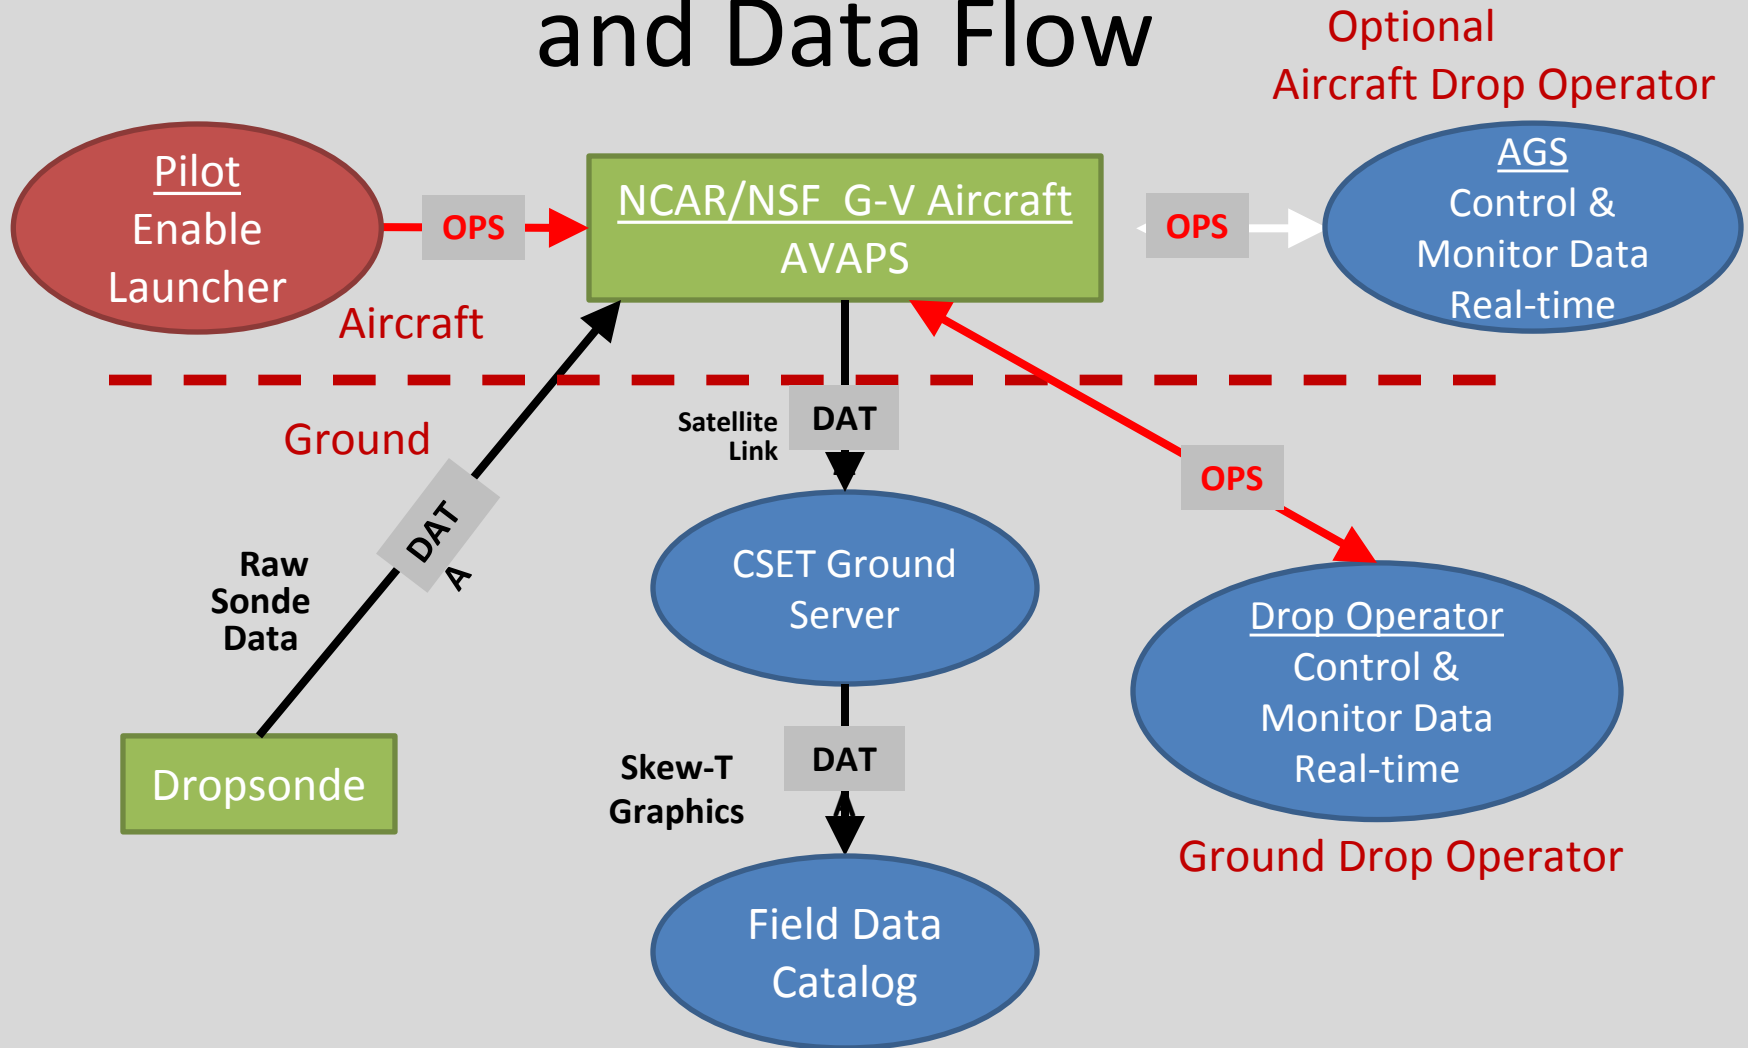 and Data Flow
Optional
Aircraft Drop Operator
Pilot
Enable
Launcher
OPS
NCAR/NSF G-V Aircraft
AVAPS
OPS
AGS
Control &
Monitor Data
Real-time
Aircraft
Ground
Satellite
Link
DAT
DAT
A
Raw
Sonde
Data
OPS
CSET Ground
Server
Drop Operator
Control &
Monitor Data
Real-time
Dropsonde
Skew-T
Graphics
DAT
Ground Drop Operator
Field Data
Catalog